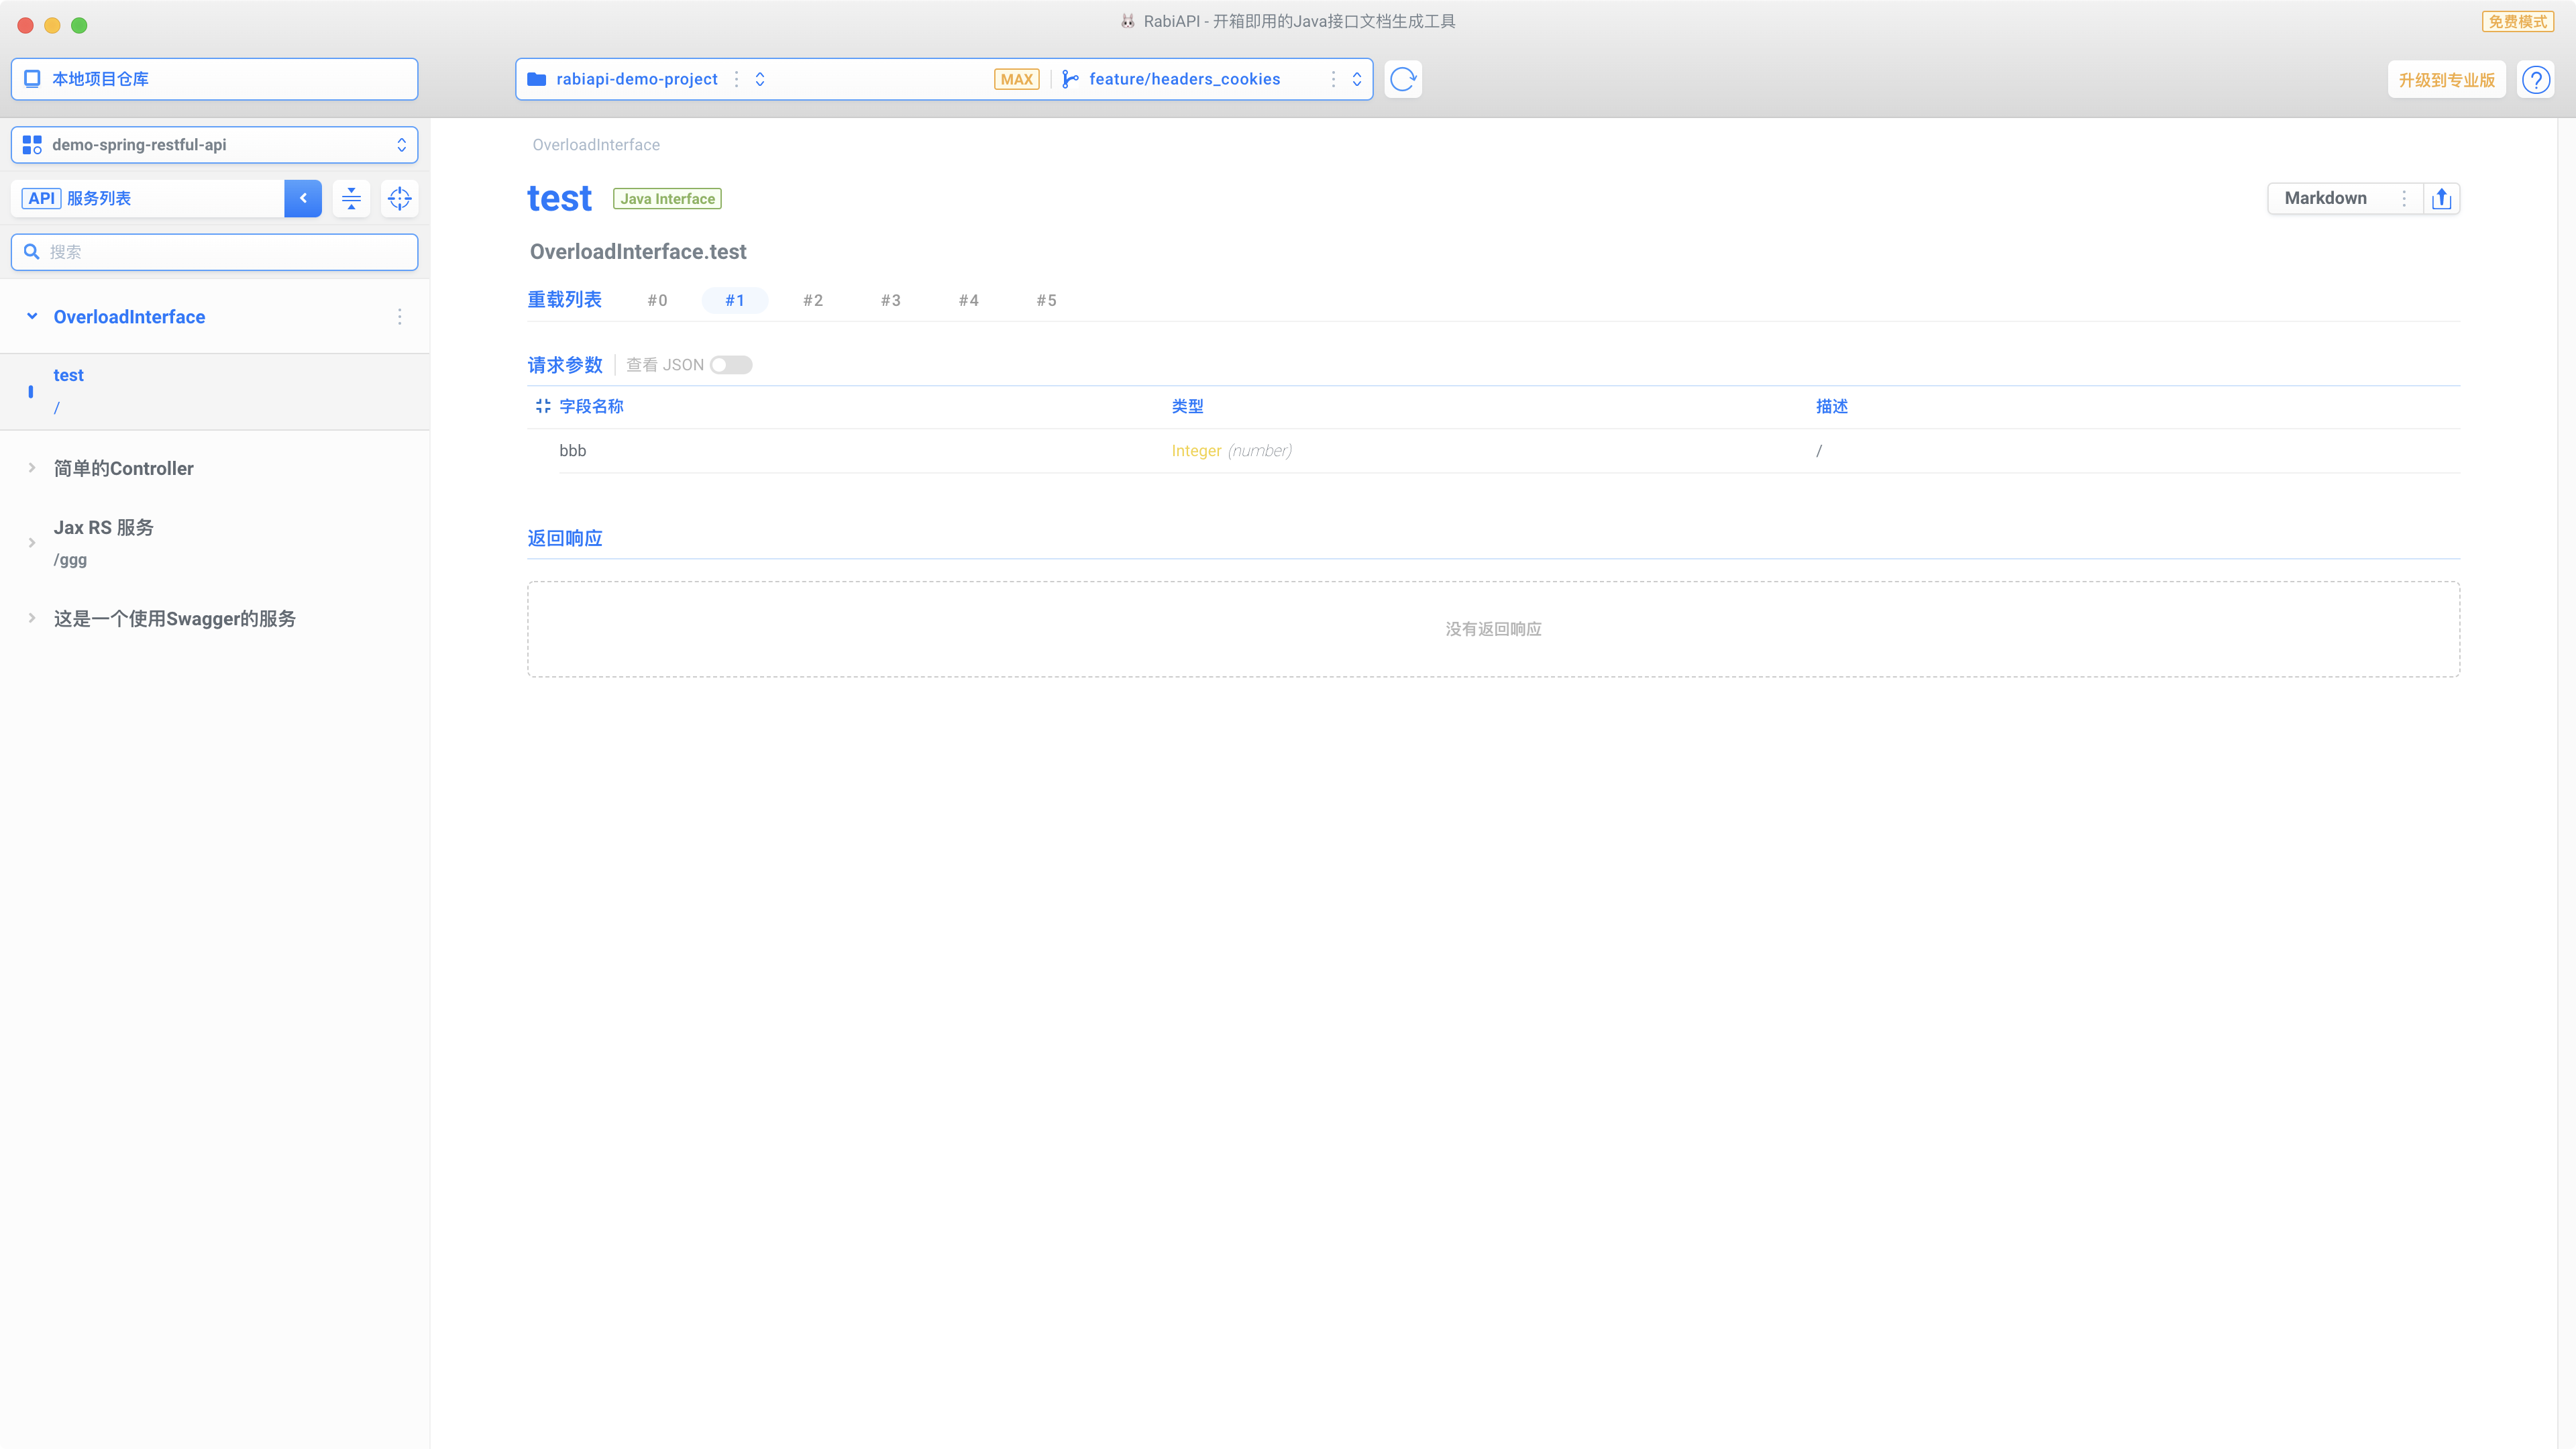 RabiAPI - 开箱即用的Java接口文档生成工具
免费模式
本地项目仓库
rabiapi-demo-project
MAX
feature/headers_cookies
升级到专业版
demo-spring-restful-api
API 服务列表
搜索
OverloadInterface
test
/
简单的Controller
Jax RS 服务
/ggg
这是一个使用Swagger的服务
OverloadInterface
test Java Interface
Markdown
OverloadInterface.test
重载列表 #0 #1 #2 #3 #4 #5
请求参数 查看 JSON
字段名称 类型 描述
bbb Integer (number) /
返回响应
没有返回响应